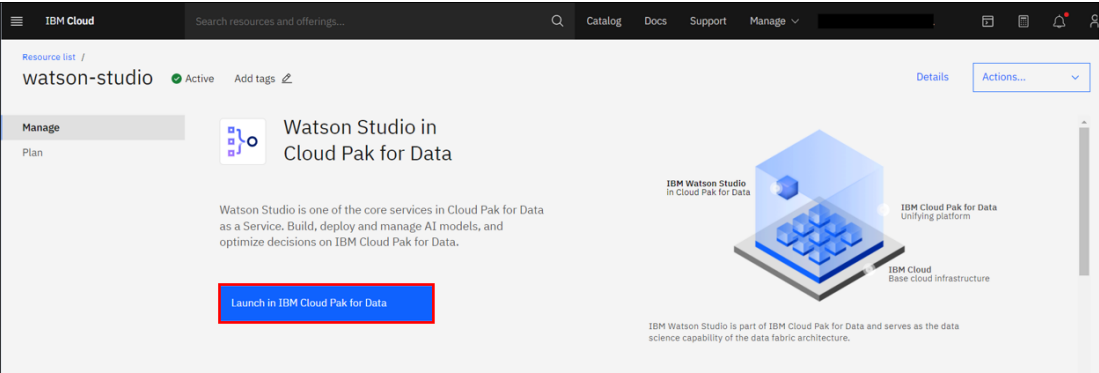 IBM Cloud
Search resources and offerings...
Catalog
Docs
Support
Manage
Resource list /
watson-studio
Active
Add tags
Details
Actions...
Manage
Plan
Watson Studio in
Cloud Pak for Data
Watson Studio is one of the core services in Cloud Pak for Data
as a Service. Build, deploy and manage AI models, and
optimize decisions on IBM Cloud Pak for Data.
Launch in IBM Cloud Pak for Data
IBM Watson Studio
in Cloud Pak for Data
IBM Cloud Pak for Data
Unifying platform
IBM Cloud
Base cloud infrastructure
IBM Watson Studio is part of IBM Cloud Pak for Data and serves as the data
science capability of the data fabric architecture.